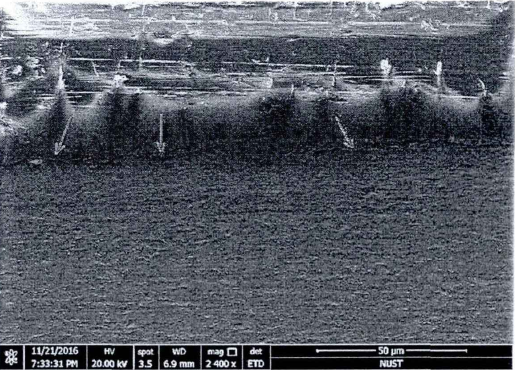 11/21/2016 HV spot WD mag □ det 50 µm
7:33:31 PM 20.00 kV 3.5 6.9 mm 2 400 x ETD NUST